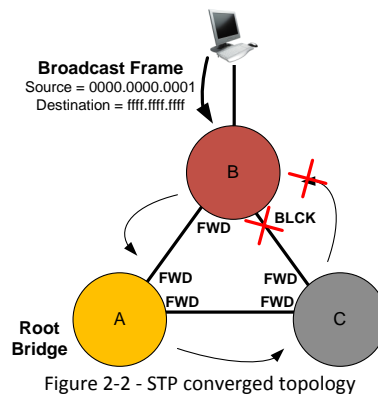 Broadcast Frame
Source = 0000.0000.0001
Destination = ffff.ffff.ffff
B
BLCK
FWD
FWD
FWD
FWD
FWD
A
C
Root
Bridge
Figure 2-2 - STP converged topology